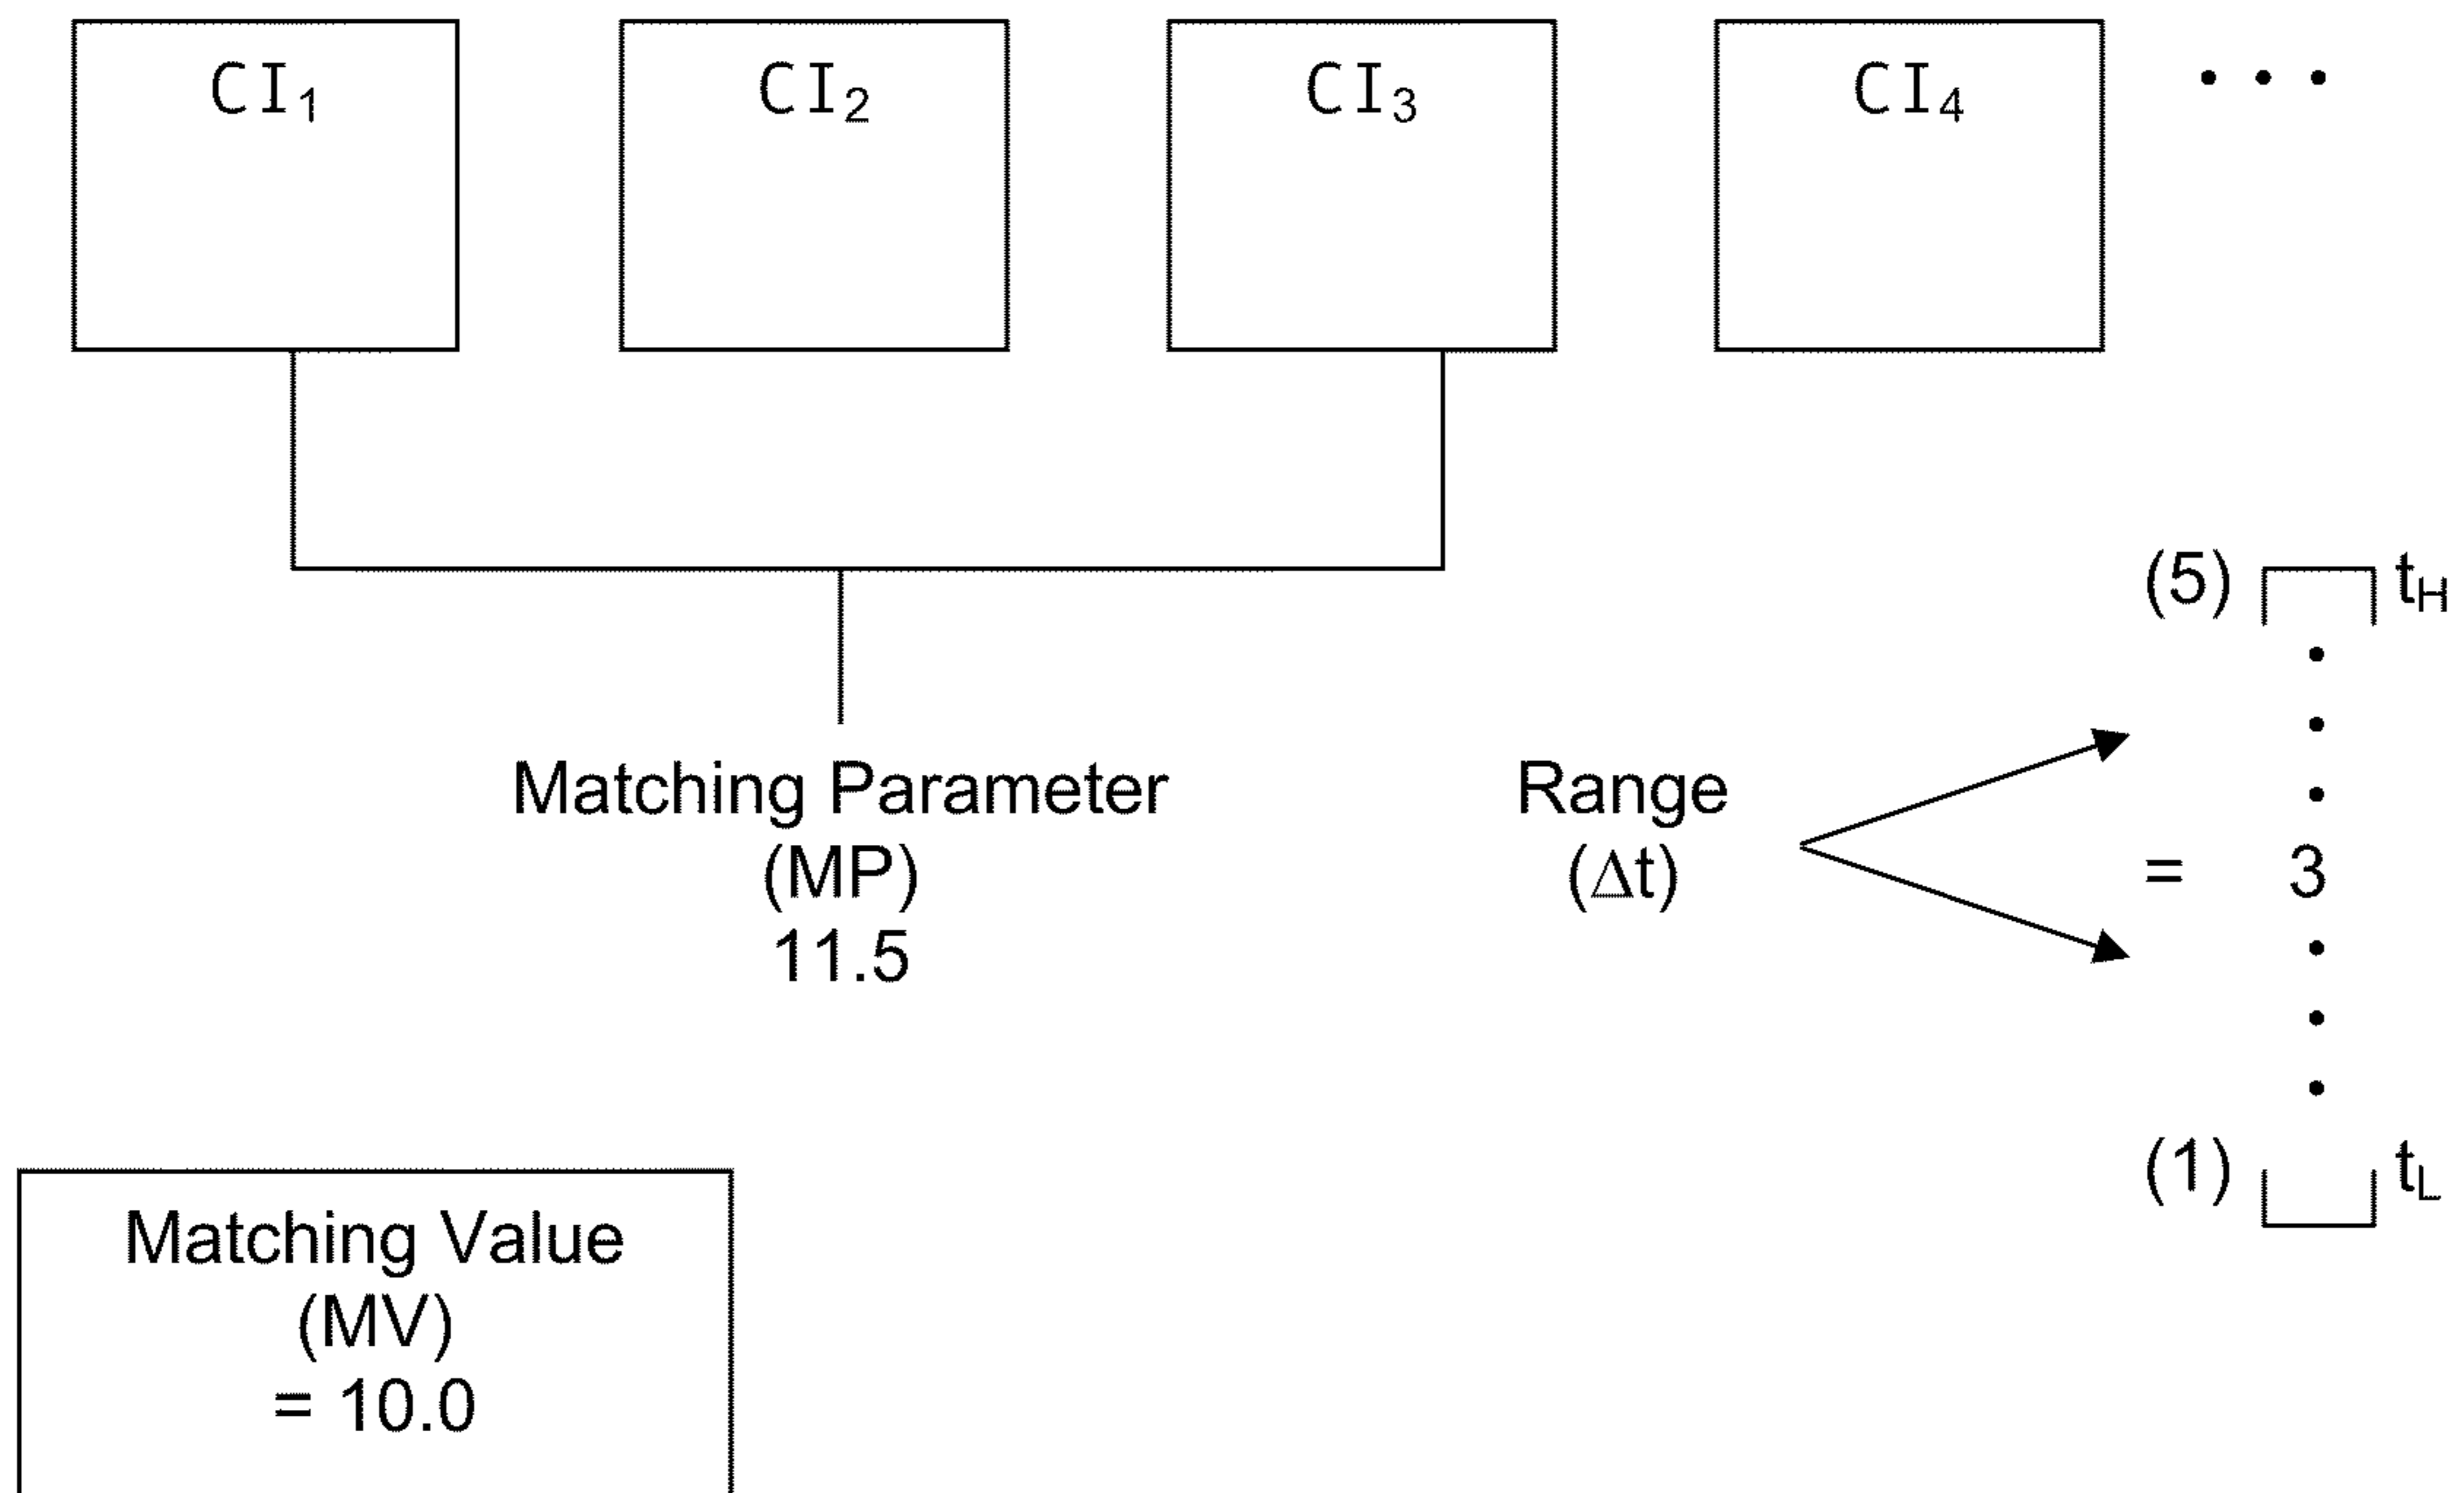 CI₁ CI₂ CI₃ CI₄ • • •
(5) tH
Matching Parameter
(MP)
11.5
Range
(Δt)
= 3
(1) tL
Matching Value
(MV)
= 10.0